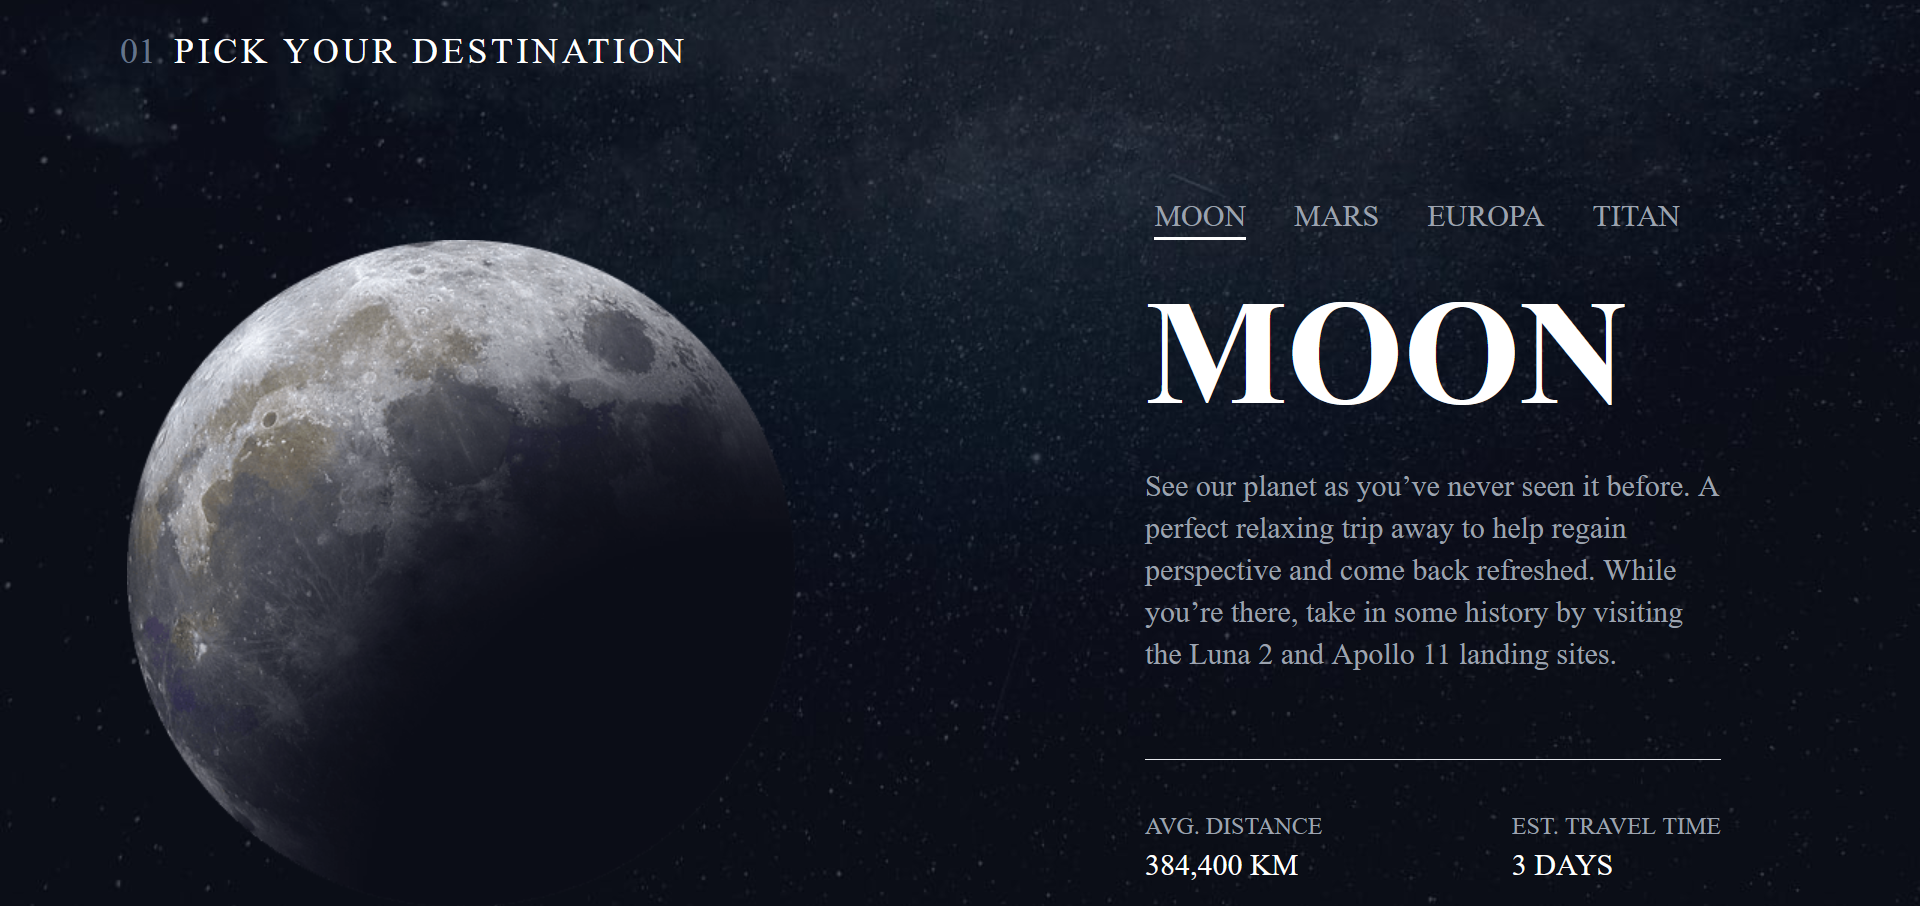 01. PICK YOUR DESTINATION
MOON MARS EUROPA TITAN
MOON
See our planet as you’ve never seen it before. A
perfect relaxing trip away to help regain
perspective and come back refreshed. While
you’re there, take in some history by visiting
the Luna 2 and Apollo 11 landing sites.
AVG. DISTANCE
384,400 KM
EST. TRAVEL TIME
3 DAYS